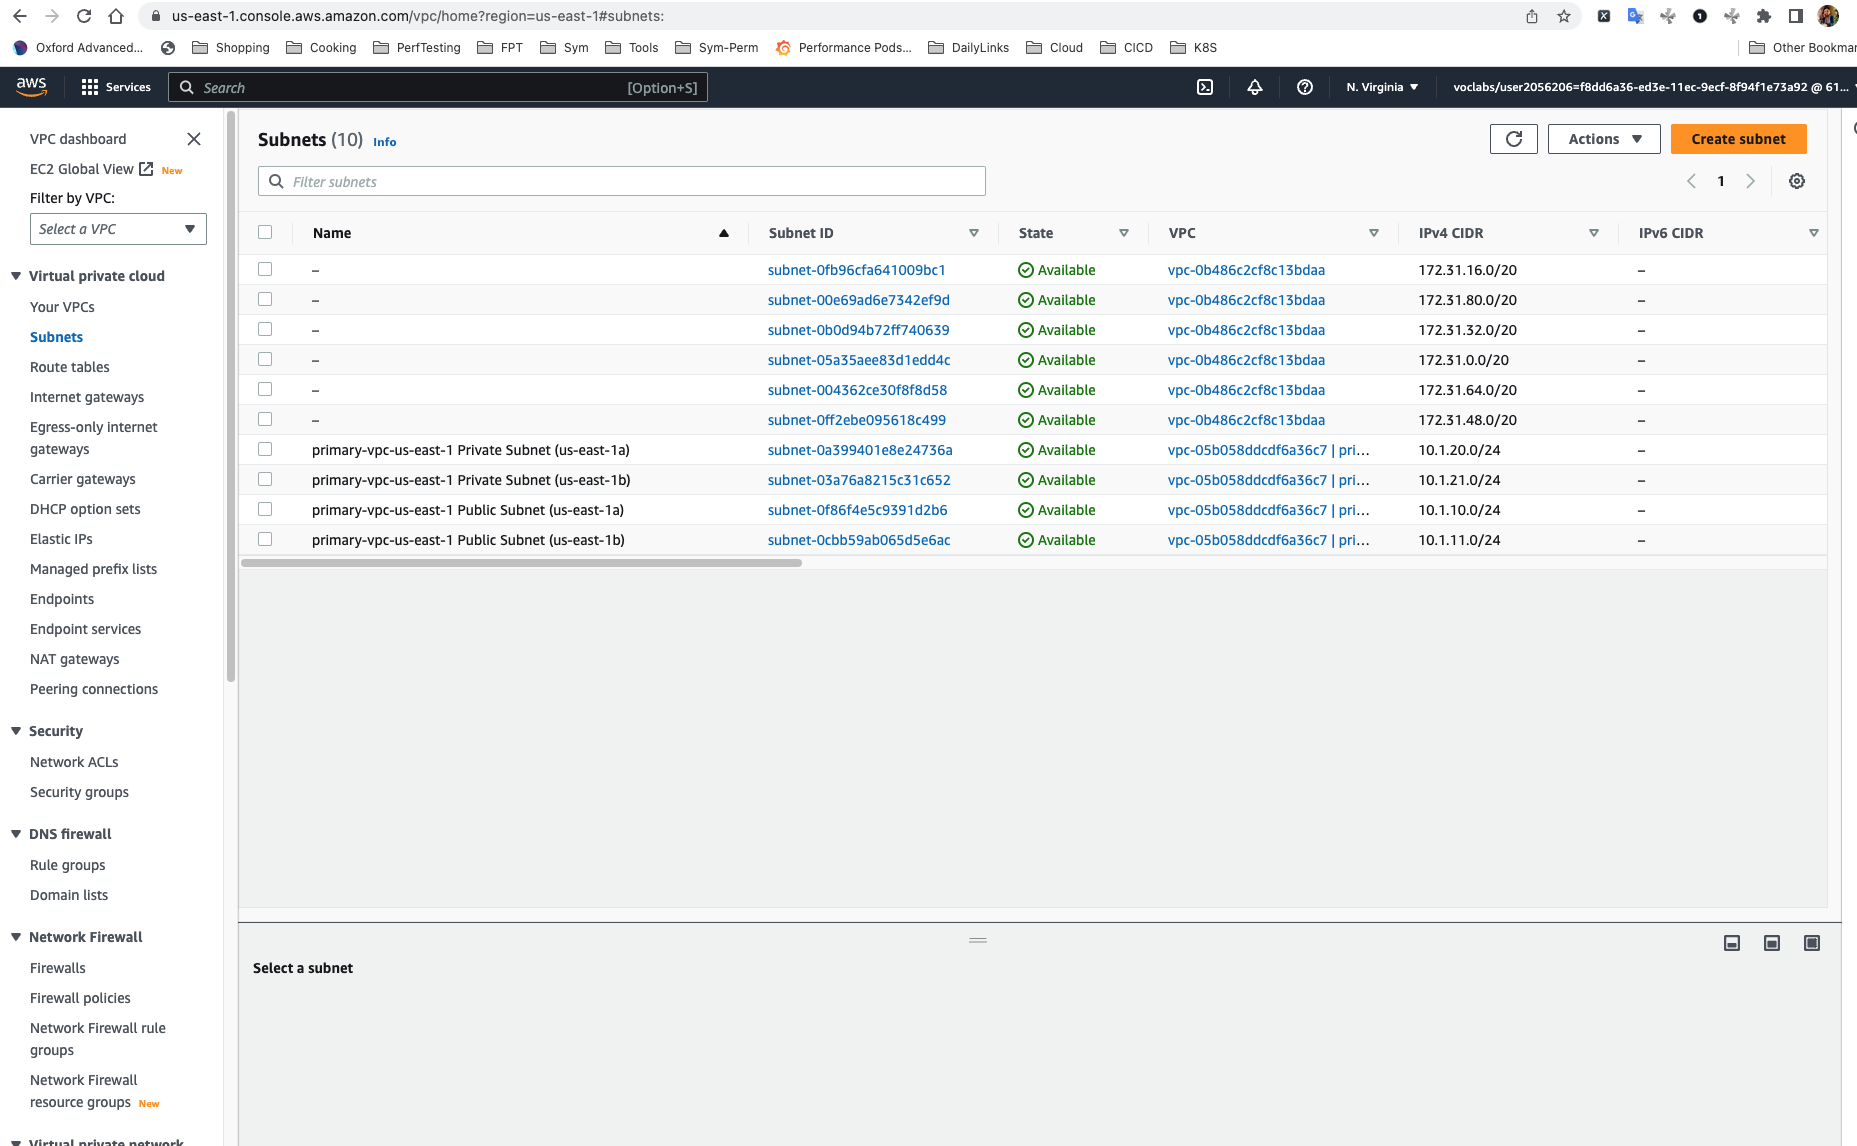 us-east-1.console.aws.amazon.com/vpc/home?region=us-east-1#subnets:
Oxford Advanced... Shopping Cooking PerfTesting FPT Sym Tools Sym-Perm Performance Pods... DailyLinks Cloud CICD K8S Other Bookmar
aws Services Search [Option+S] N. Virginia voclabs/user2056206=f8dd6a36-ed3e-11ec-9ecf-8f94f1e73a92 @ 61...
VPC dashboard
EC2 Global View New
Filter by VPC:
Select a VPC
Virtual private cloud
Your VPCs
Subnets
Route tables
Internet gateways
Egress-only internet
gateways
Carrier gateways
DHCP option sets
Elastic IPs
Managed prefix lists
Endpoints
Endpoint services
NAT gateways
Peering connections
Security
Network ACLs
Security groups
DNS firewall
Rule groups
Domain lists
Network Firewall
Firewalls
Firewall policies
Network Firewall rule
groups
Network Firewall
resource groups New
Virtual private network
Subnets (10) Info
Actions Create subnet
Filter subnets
1
Name Subnet ID State VPC IPv4 CIDR IPv6 CIDR
– subnet-0fb96cfa641009bc1 Available vpc-0b486c2cf8c13bdaa 172.31.16.0/20 –
– subnet-00e69ad6e7342ef9d Available vpc-0b486c2cf8c13bdaa 172.31.80.0/20 –
– subnet-0b0d94b72ff740639 Available vpc-0b486c2cf8c13bdaa 172.31.32.0/20 –
– subnet-05a35aee83d1edd4c Available vpc-0b486c2cf8c13bdaa 172.31.0.0/20 –
– subnet-004362ce30f8f8d58 Available vpc-0b486c2cf8c13bdaa 172.31.64.0/20 –
– subnet-0ff2ebe095618c499 Available vpc-0b486c2cf8c13bdaa 172.31.48.0/20 –
primary-vpc-us-east-1 Private Subnet (us-east-1a) subnet-0a399401e8e24736a Available vpc-05b058ddcdf6a36c7 | pri... 10.1.20.0/24 –
primary-vpc-us-east-1 Private Subnet (us-east-1b) subnet-03a76a8215c31c652 Available vpc-05b058ddcdf6a36c7 | pri... 10.1.21.0/24 –
primary-vpc-us-east-1 Public Subnet (us-east-1a) subnet-0f86f4e5c9391d2b6 Available vpc-05b058ddcdf6a36c7 | pri... 10.1.10.0/24 –
primary-vpc-us-east-1 Public Subnet (us-east-1b) subnet-0cbb59ab065d5e6ac Available vpc-05b058ddcdf6a36c7 | pri... 10.1.11.0/24 –
Select a subnet